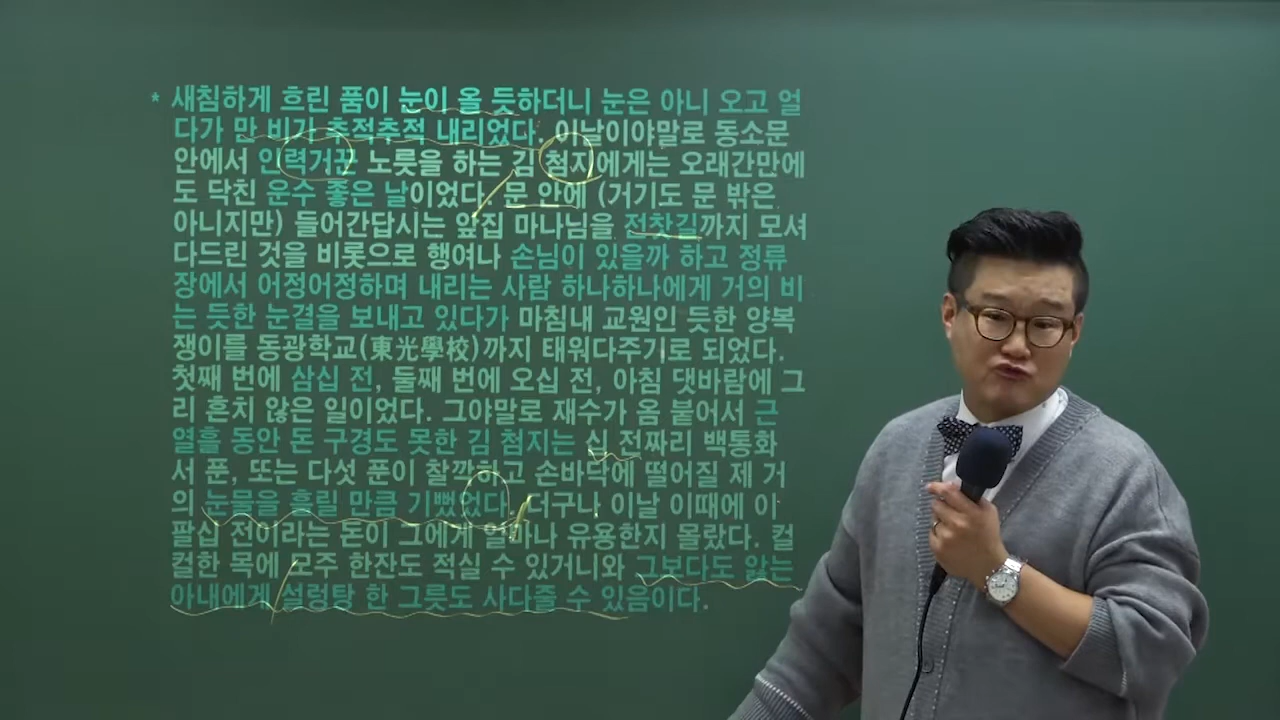 * 새침하게 흐린 품이 눈이 올 듯하더니 눈은 아니 오고 얼
다가 만 비가 추적추적 내리었다. 이날이야말로 동소문
안에서 인력거꾼 노릇을 하는 김 첨지에게는 오래간만에
도 닥친 운수 좋은 날이었다. 문 안에 (거기도 문 밖은
아니지만) 들어간답시는 앞집 마나님을 전찻길까지 모셔
다드린 것을 비롯으로 행여나 손님이 있을까 하고 정류
장에서 어정어정하며 내리는 사람 하나하나에게 거의 비
는 듯한 눈결을 보내고 있다가 마침내 교원인 듯한 양복
쟁이를 동광학교(東光學校)까지 태워다주기로 되었다.
첫째 번에 삼십 전, 둘째 번에 오십 전, 아침 댓바람에 그
리 흔치 않은 일이었다. 그야말로 재수가 옴 붙어서 근
열흘 동안 돈 구경도 못한 김 첨지는 십 전짜리 백통화
서 푼, 또는 다섯 푼이 찰깍하고 손바닥에 떨어질 제 거
의 눈물을 흘릴 만큼 기뻤었다. 더구나 이날 이때에 이
팔십 전이라는 돈이 그에게 얼마나 유용한지 몰랐다. 컬
컬한 목에 모주 한잔도 적실 수 있거니와 그보다도 앓는
아내에게 설렁탕 한 그릇도 사다줄 수 있음이다.